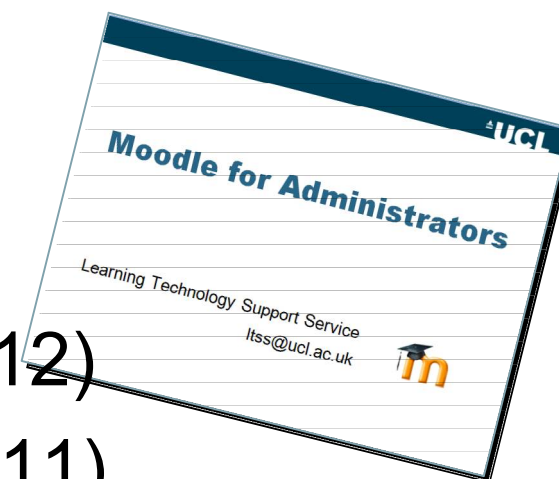 UCL
Moodle for Administrators
Learning Technology Support Service
ltss@ucl.ac.uk
m
12)
11)